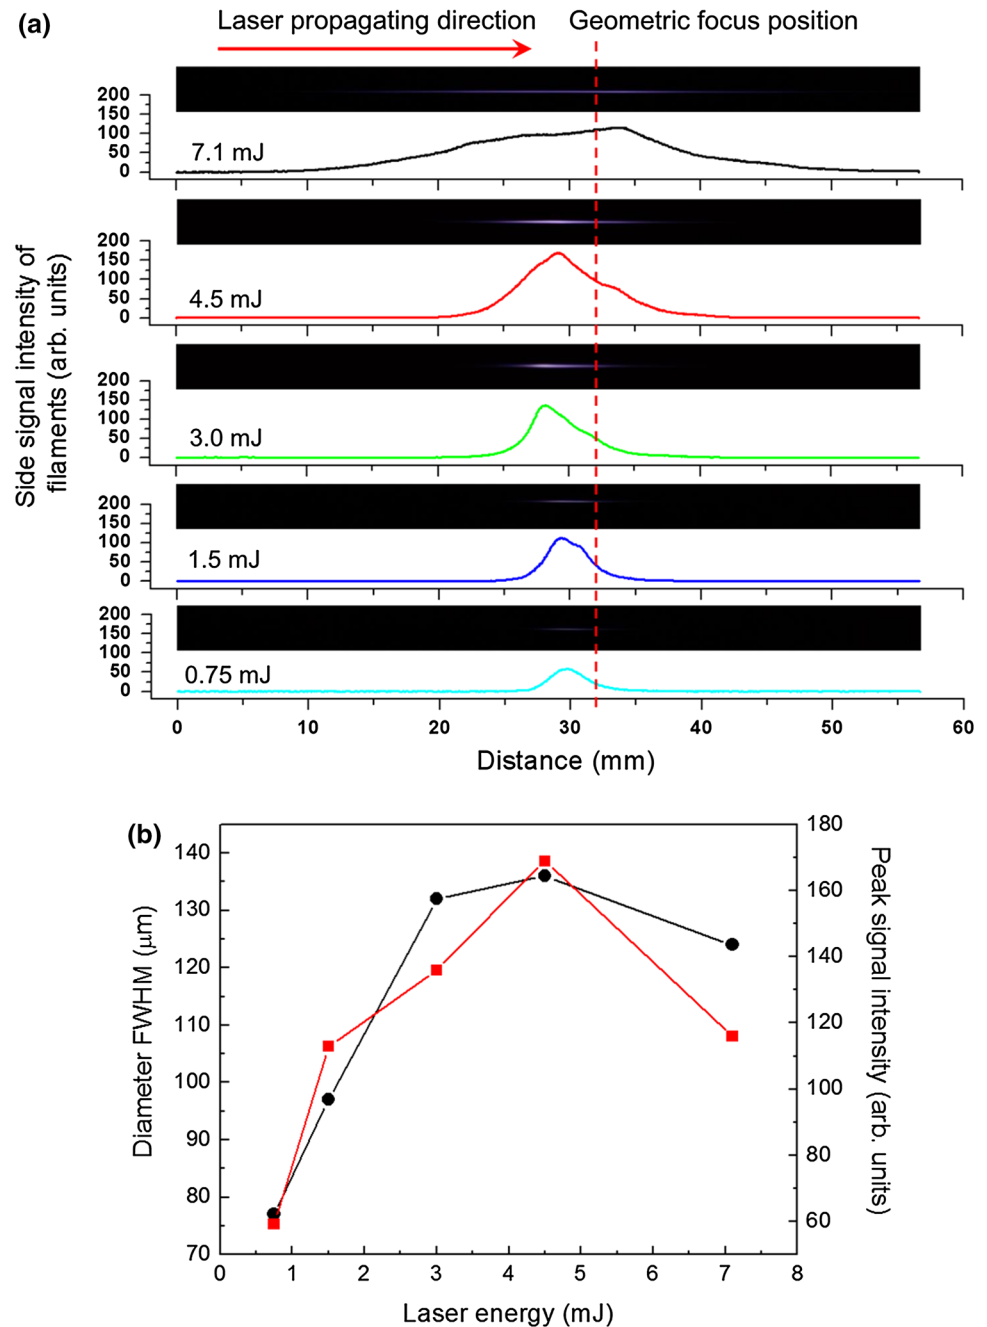 (a)
Laser propagating direction
Geometric focus position
Side signal intensity of
filaments (arb. units)
200
150
100
50
0
7.1 mJ
200
150
100
50
0
4.5 mJ
200
150
100
50
0
3.0 mJ
200
150
100
50
0
1.5 mJ
200
150
100
50
0
0.75 mJ
0 10 20 30 40 50 60
Distance (mm)
(b)
Diameter FWHM (μm)
140
130
120
110
100
90
80
70
180
160
140
120
100
80
60
Peak signal intensity (arb. units)
0 1 2 3 4 5 6 7 8
Laser energy (mJ)